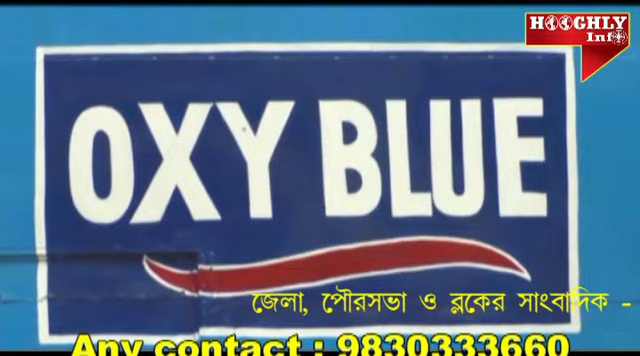 HOOGHLY
Info
OXY BLUE
জেলা, পৌরসভা ও ব্লকের সাংবাদিক -
Any contact : 9830333660